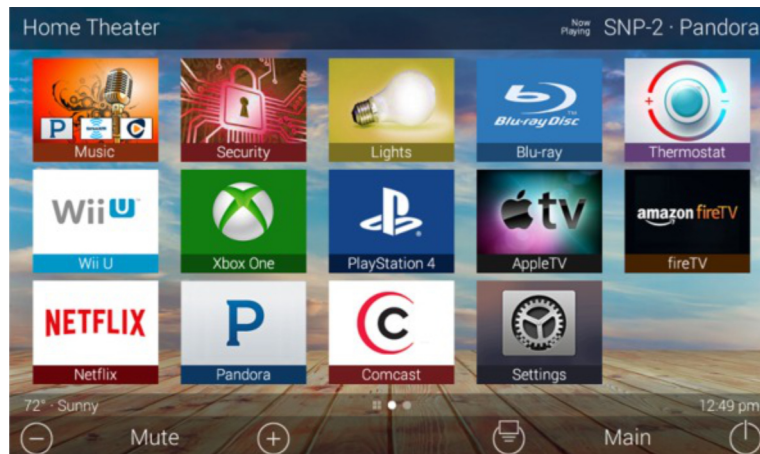 Home Theater
Now
Playing
SNP-2 · Pandora
P
Music
Security
Lights
Blu-ray Disc™
Blu-ray
+ −
Thermostat
Wii U
Wii U
Xbox One
PlayStation 4
tv
AppleTV
amazon fireTV
fireTV
NETFLIX
Netflix
P
Pandora
C
Comcast
Settings
72° · Sunny
12:49 pm
− Mute + Main